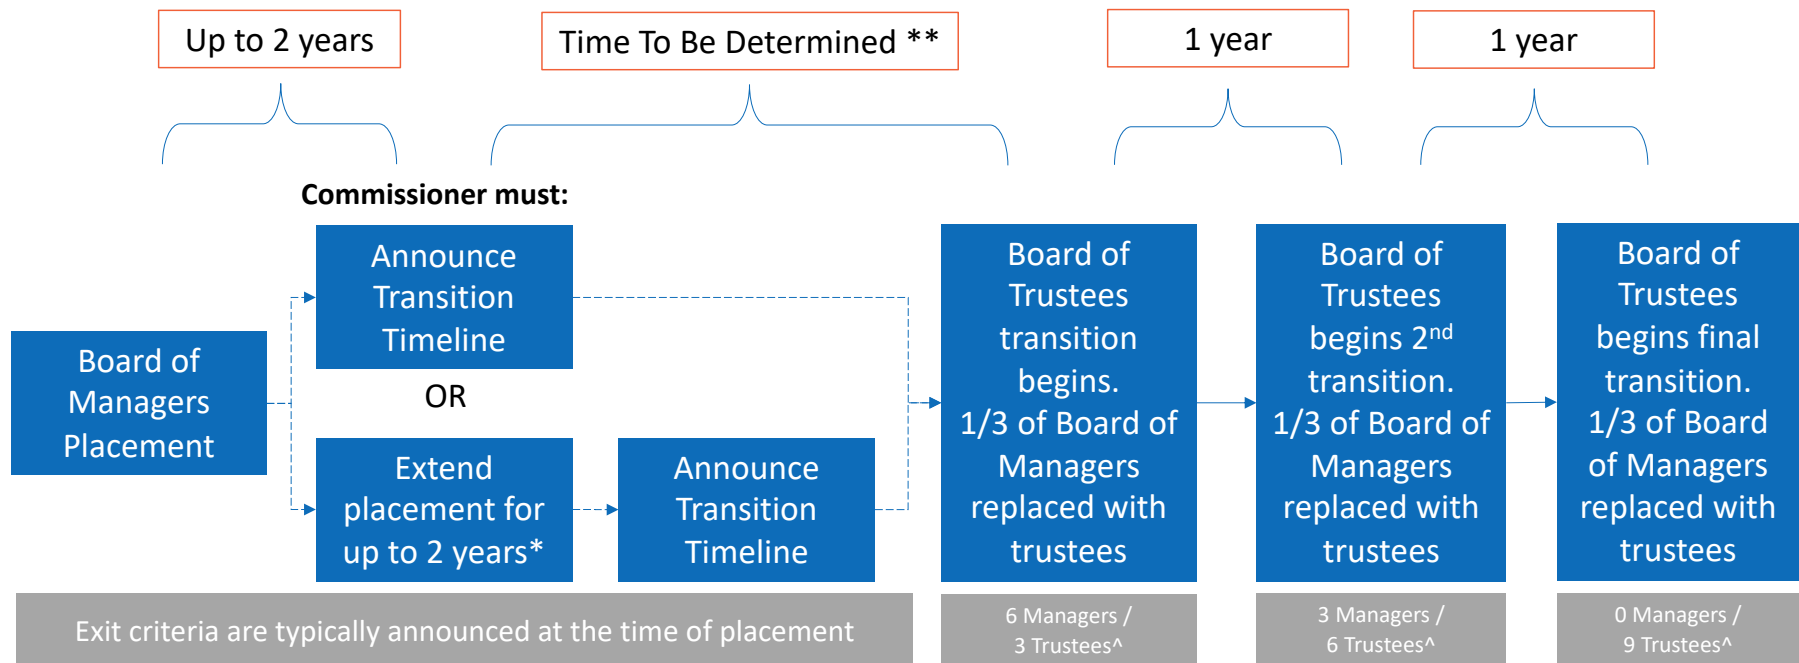 Up to 2 years
Time To Be Determined **
1 year
1 year
Commissioner must:
Board of
Managers
Placement
Announce
Transition
Timeline
OR
Extend
placement for
up to 2 years*
Announce
Transition
Timeline
Board of
Trustees
transition
begins.
1/3 of Board of
Managers
replaced with
trustees
Board of
Trustees
begins 2nd
transition.
1/3 of Board of
Managers
replaced with
trustees
Board of
Trustees
begins final
transition.
1/3 of Board
of Managers
replaced with
trustees
Exit criteria are typically announced at the time of placement
6 Managers /
3 Trustees^
3 Managers /
6 Trustees^
0 Managers /
9 Trustees^